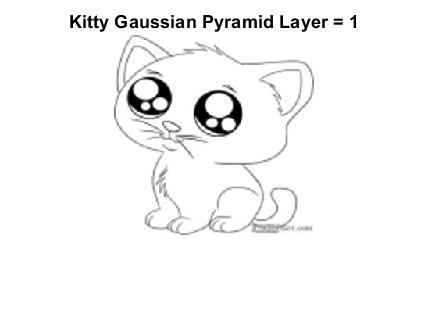 Kitty Gaussian Pyramid Layer = 1